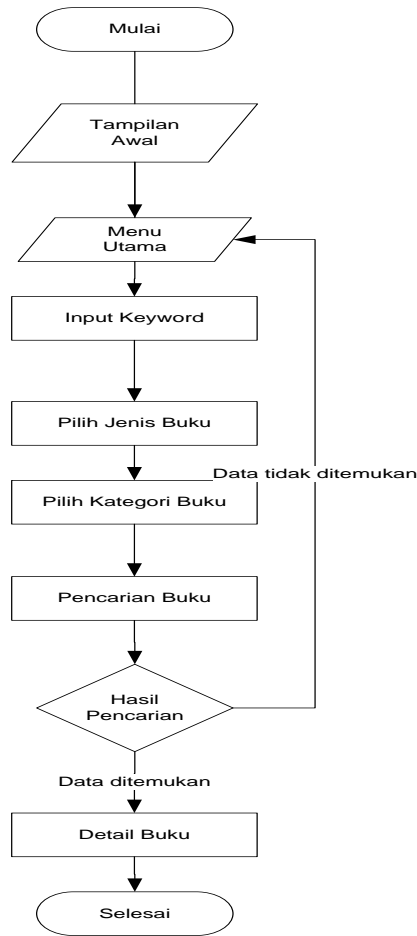 Mulai
Tampilan
Awal
Menu
Utama
Input Keyword
Pilih Jenis Buku
Data tidak ditemukan
Pilih Kategori Buku
Pencarian Buku
Hasil
Pencarian
Data ditemukan
Detail Buku
Selesai